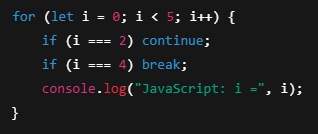 for (let i = 0; i < 5; i++) {
    if (i === 2) continue;
    if (i === 4) break;
    console.log("JavaScript: i =", i);
}